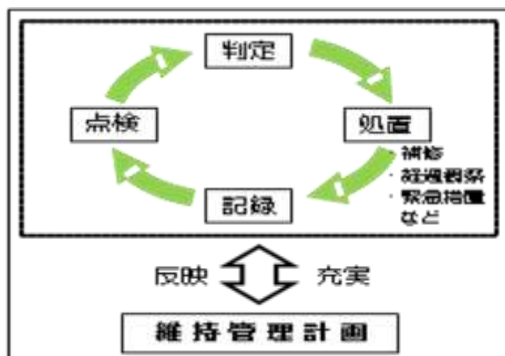 判定
点検
処置
・補修
・経過観察
・緊急措置
など
記録
反映
充実
維持管理計画